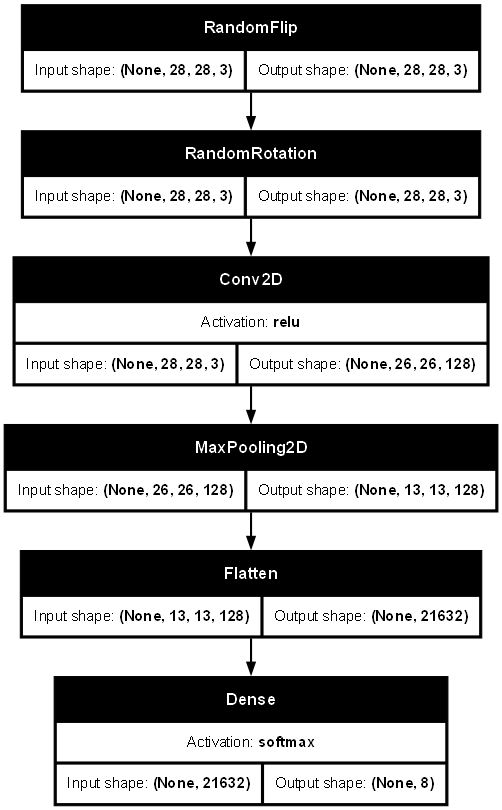 RandomFlip
Input shape: (None, 28, 28, 3) Output shape: (None, 28, 28, 3)
RandomRotation
Input shape: (None, 28, 28, 3) Output shape: (None, 28, 28, 3)
Conv2D
Activation: relu
Input shape: (None, 28, 28, 3) Output shape: (None, 26, 26, 128)
MaxPooling2D
Input shape: (None, 26, 26, 128) Output shape: (None, 13, 13, 128)
Flatten
Input shape: (None, 13, 13, 128) Output shape: (None, 21632)
Dense
Activation: softmax
Input shape: (None, 21632) Output shape: (None, 8)